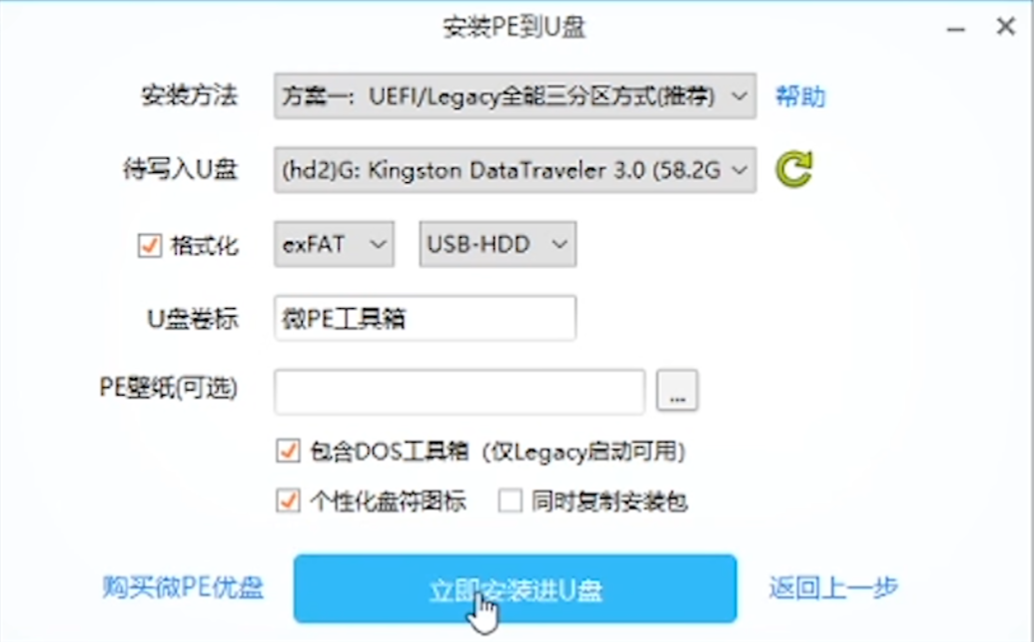 安装PE到U盘
安装方法 方案一：UEFI/Legacy全能三分区方式(推荐) 帮助
待写入U盘 (hd2)G: Kingston DataTraveler 3.0 (58.2G
格式化 exFAT USB-HDD
U盘卷标 微PE工具箱
PE壁纸(可选) ...
包含DOS工具箱（仅Legacy启动可用）
个性化盘符图标 同时复制安装包
购买微PE优盘 立即安装进U盘 返回上一步